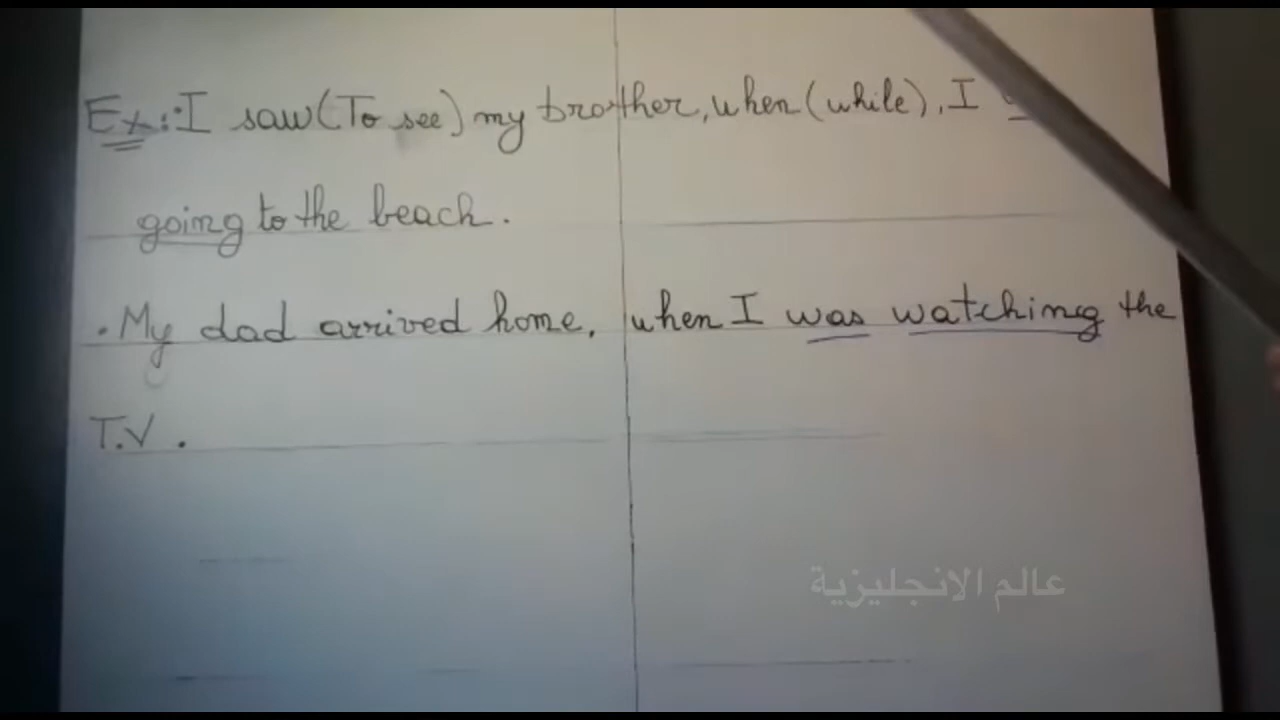 Ex: I saw (To see) my brother, when (while), I
going to the beach.
. My dad arrived home, when I was watching the
T.V.
عالم الانجليزية